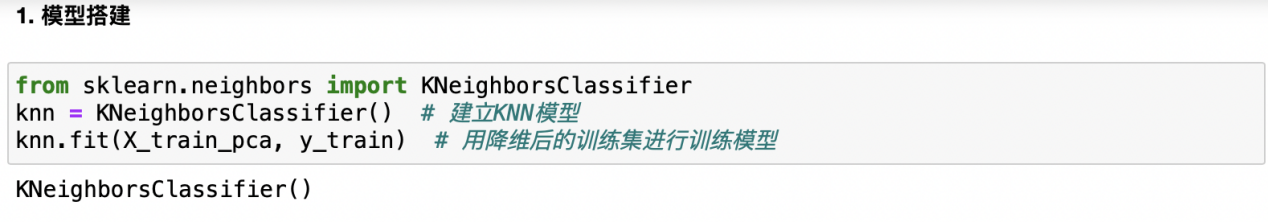 1. 模型搭建
from sklearn.neighbors import KNeighborsClassifier
knn = KNeighborsClassifier()  # 建立KNN模型
knn.fit(X_train_pca, y_train)  # 用降维后的训练集进行训练模型
KNeighborsClassifier()